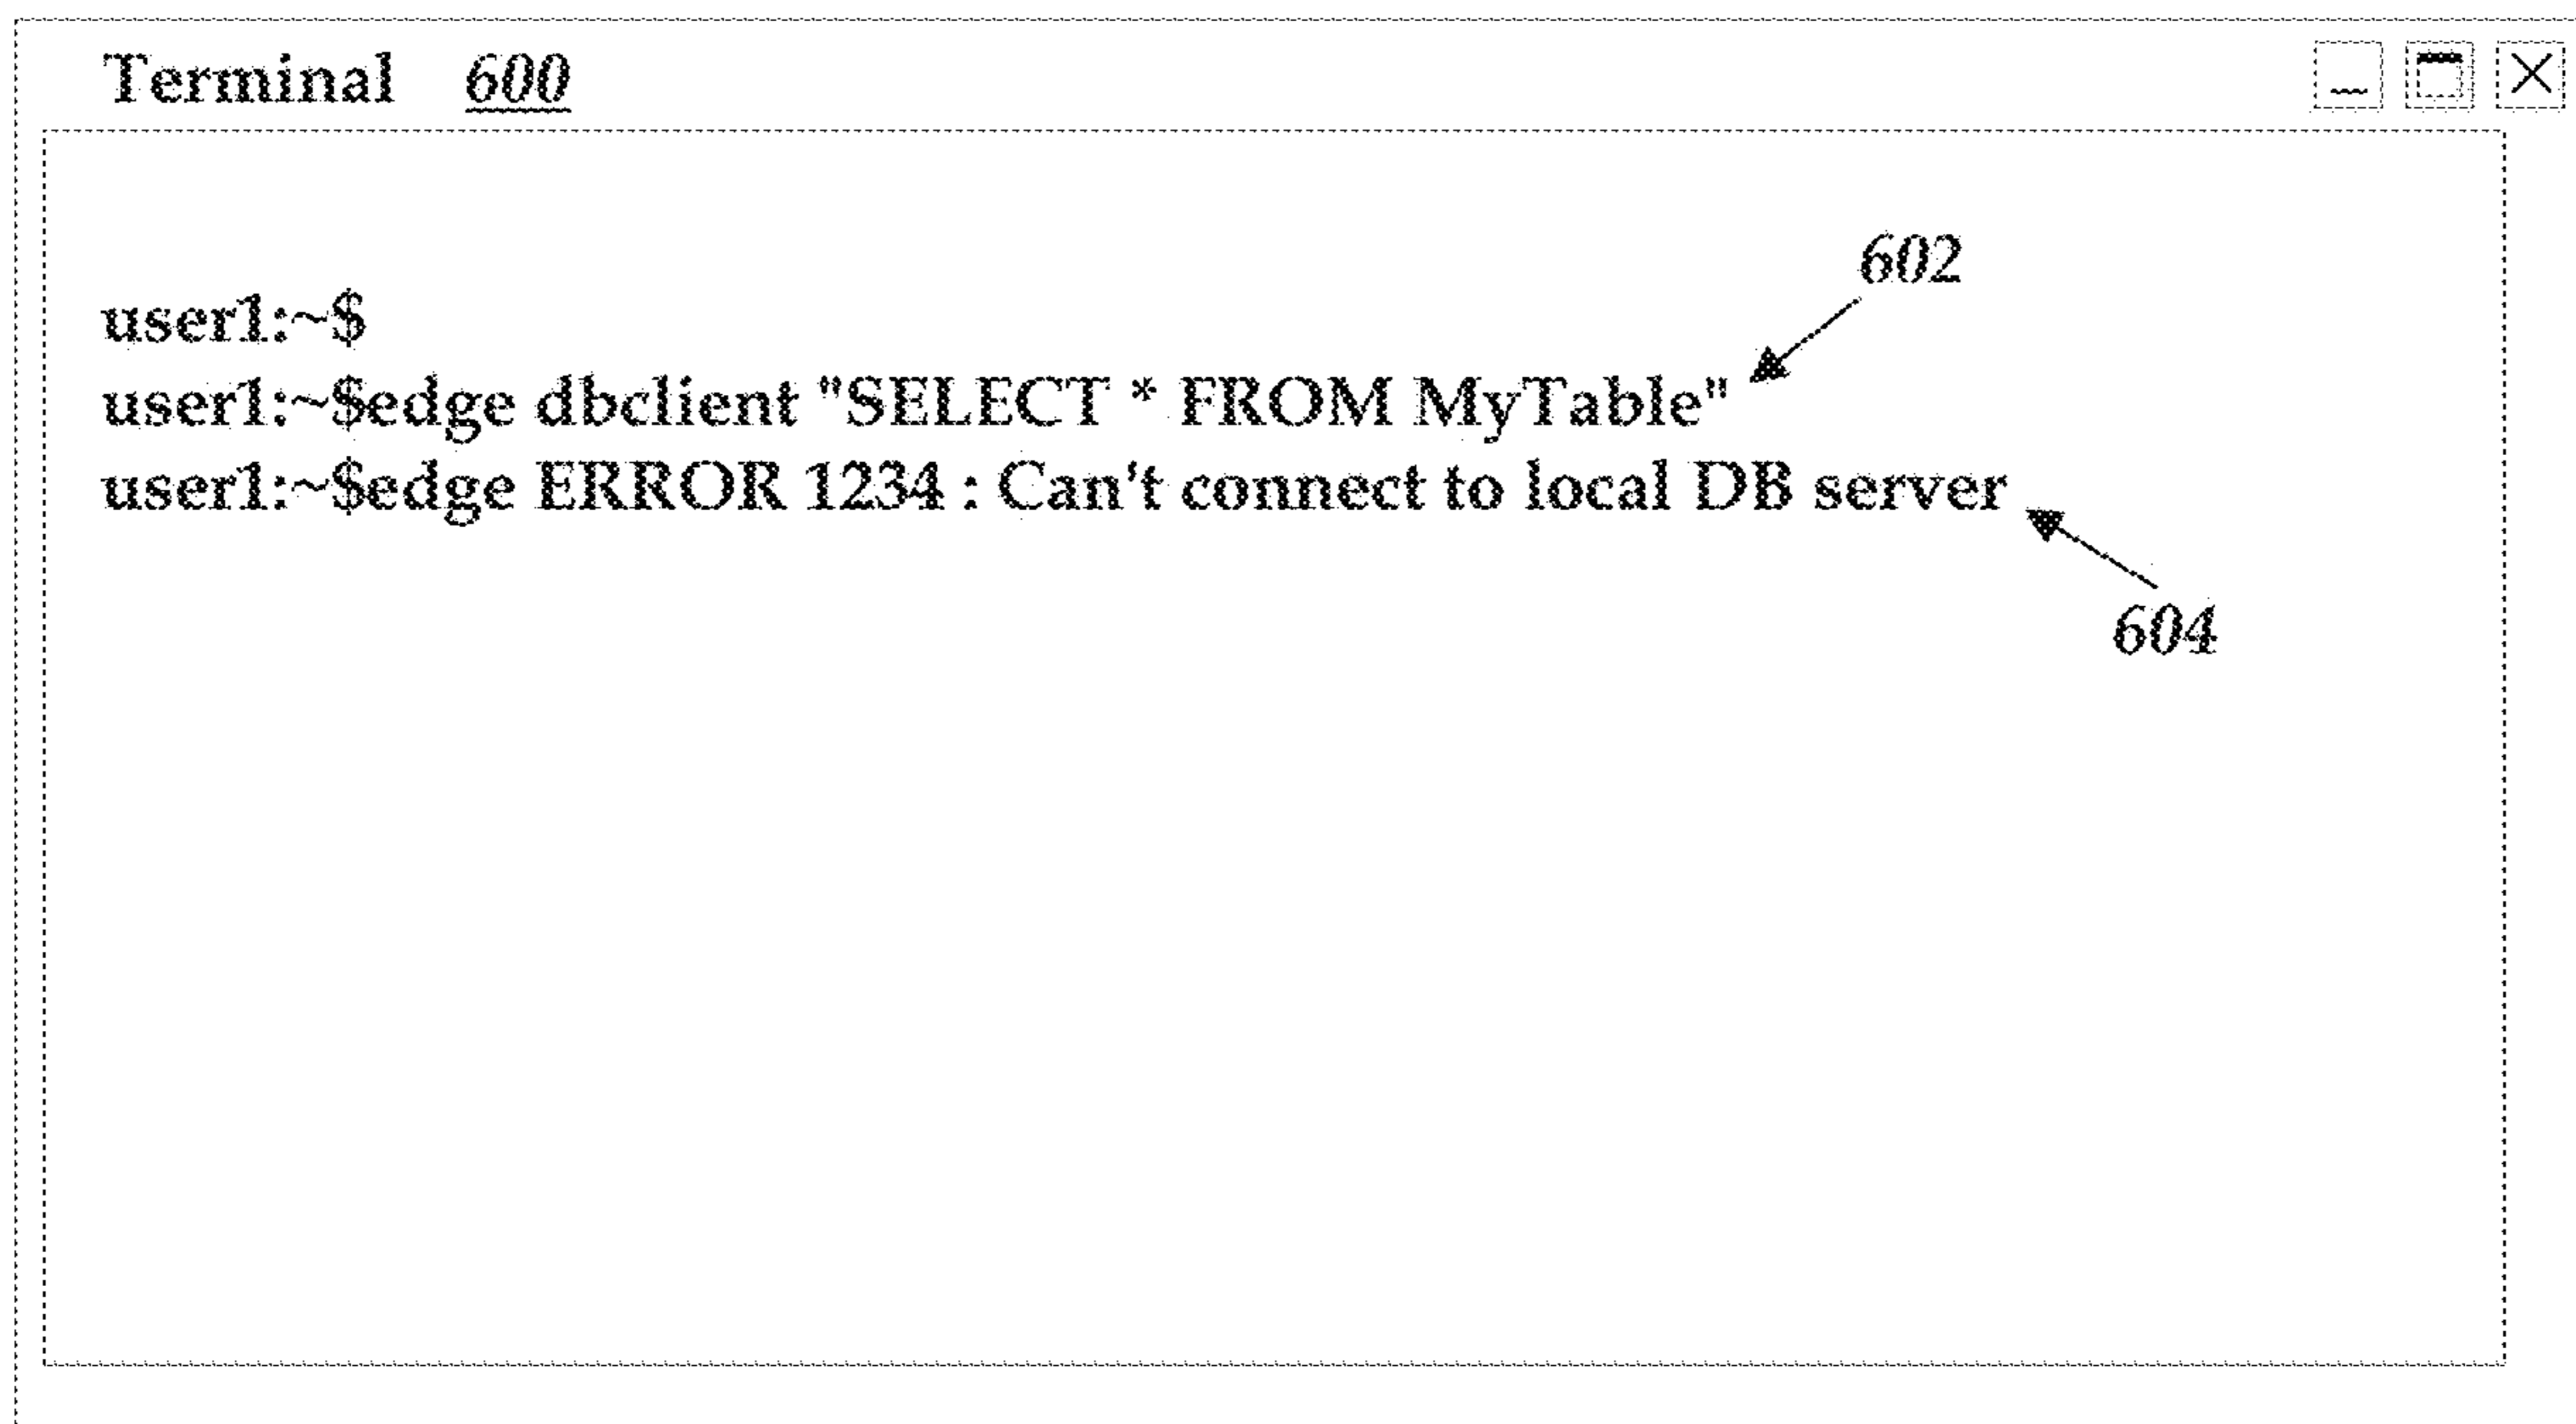 Terminal 600
602
user1:~$
user1:~$edge dbclient "SELECT * FROM MyTable"
user1:~$edge ERROR 1234 : Can't connect to local DB server
604